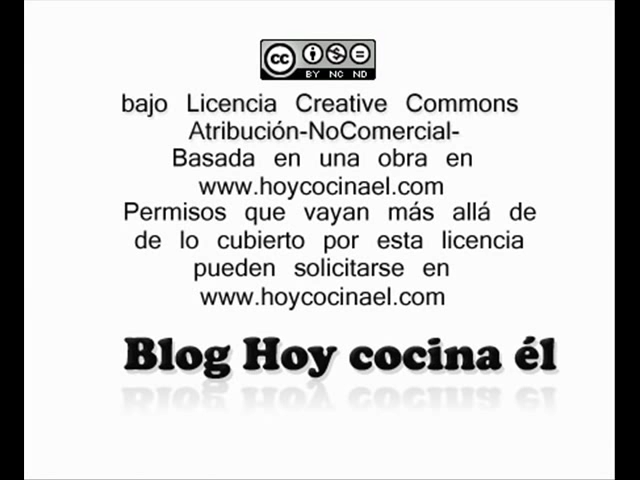 cc
BY NC ND
bajo Licencia Creative Commons
Atribución-NoComercial-
Basada en una obra en
www.hoycocinael.com
Permisos que vayan más allá de
de lo cubierto por esta licencia
pueden solicitarse en
www.hoycocinael.com
Blog Hoy cocina él